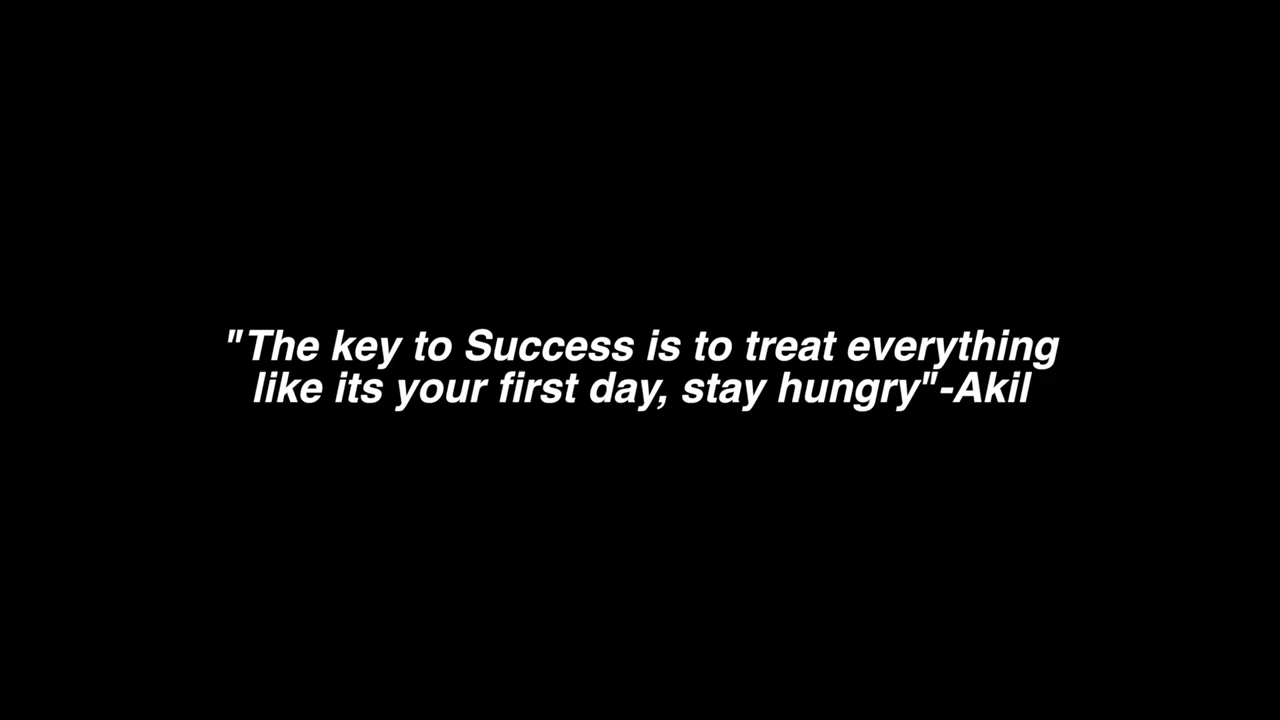 "The key to Success is to treat everything
like its your first day, stay hungry"-Akil